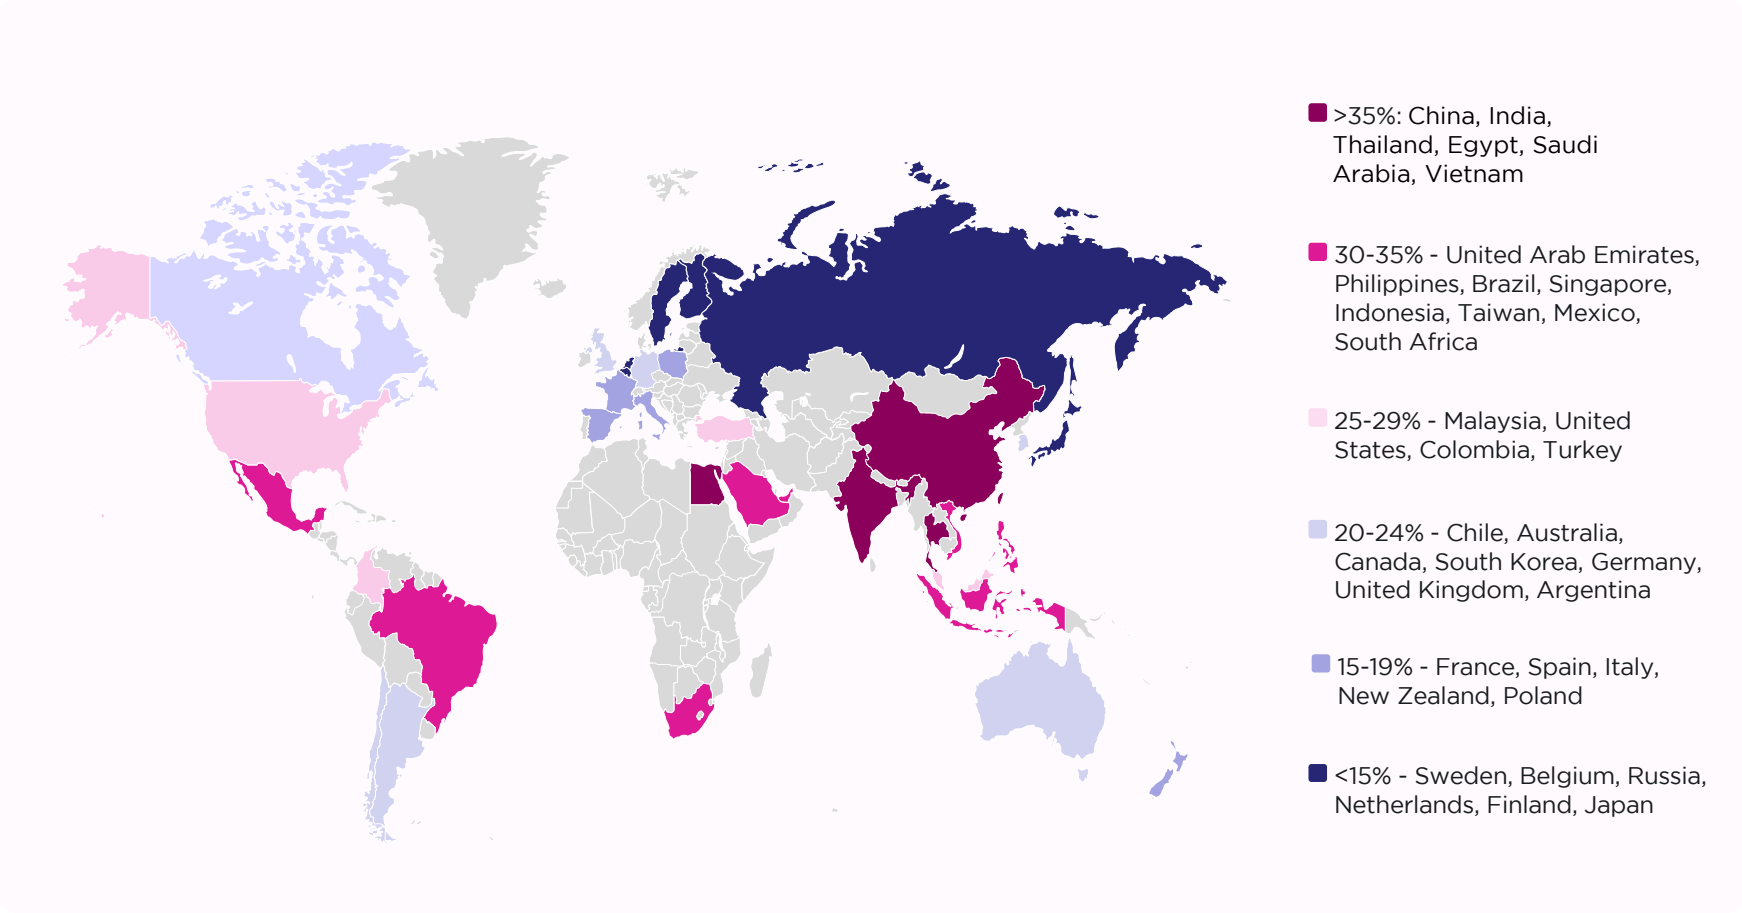 >35%: China, India,
Thailand, Egypt, Saudi
Arabia, Vietnam
30-35% - United Arab Emirates,
Philippines, Brazil, Singapore,
Indonesia, Taiwan, Mexico,
South Africa
25-29% - Malaysia, United
States, Colombia, Turkey
20-24% - Chile, Australia,
Canada, South Korea, Germany,
United Kingdom, Argentina
15-19% - France, Spain, Italy,
New Zealand, Poland
<15% - Sweden, Belgium, Russia,
Netherlands, Finland, Japan